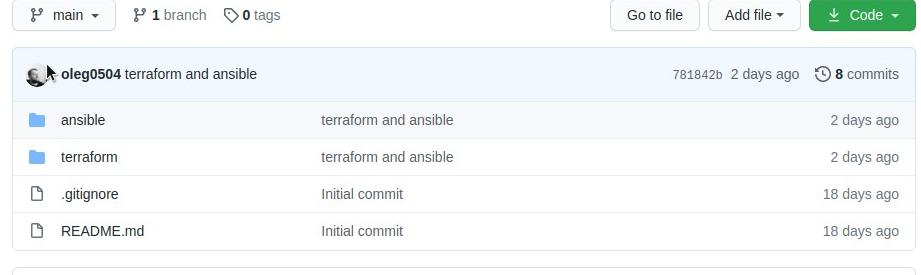 main 1 branch 0 tags Go to file Add file Code
oleg0504 terraform and ansible 781842b 2 days ago 8 commits
ansible terraform and ansible 2 days ago
terraform terraform and ansible 2 days ago
.gitignore Initial commit 18 days ago
README.md Initial commit 18 days ago